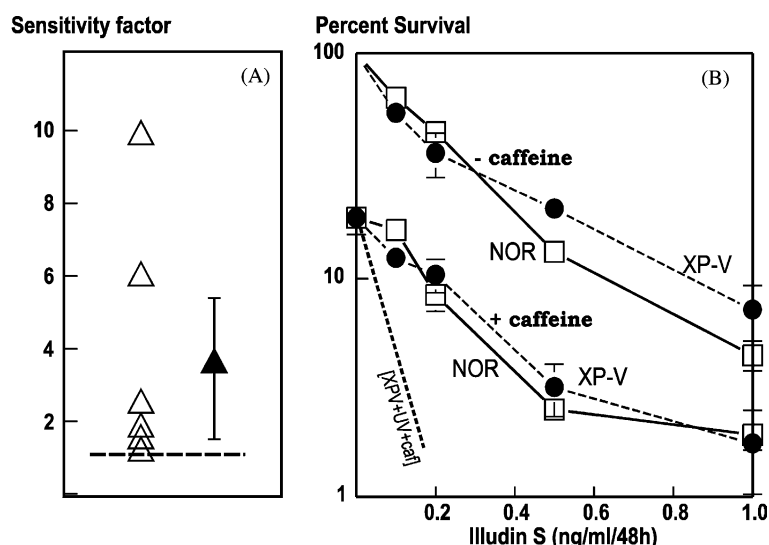 Sensitivity factor
(A)
10
8
6
4
2
Percent Survival
100
(B)
- caffeine
NOR
XP-V
10
+ caffeine
NOR
XP-V
[XPV+UV+caf]
1
0.2
0.4
0.6
0.8
1.0
Illudin S (ng/ml/48h)